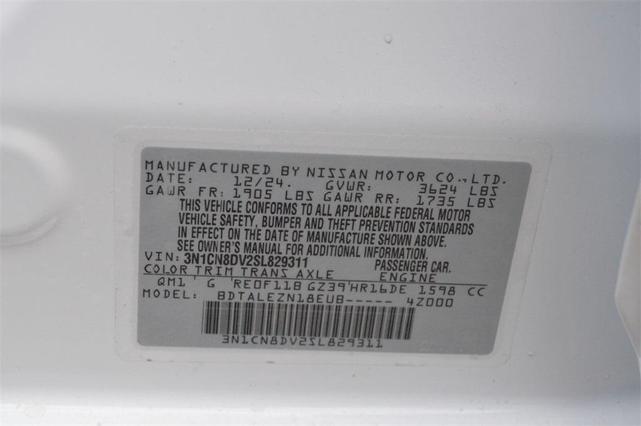 MANUFACTURED BY NISSAN MOTOR CO.,LTD.
DATE: 12/24. GVWR: 3624 LBS
GAWR FR: 1905 LBS GAWR RR: 1735 LBS
THIS VEHICLE CONFORMS TO ALL APPLICABLE FEDERAL MOTOR
VEHICLE SAFETY, BUMPER AND THEFT PREVENTION STANDARDS
IN EFFECT ON THE DATE OF MANUFACTURE SHOWN ABOVE.
SEE OWNER'S MANUAL FOR ADDITIONAL INFORMATION.
VIN: 3N1CN8DV2SL829311 PASSENGER CAR.
COLOR TRIM TRANS AXLE ENGINE
QM1 G RE0F11B GZ39 HR16DE 1598 CC
MODEL: BDTALEZN18EUB----- 4Z000
3N1CN8DV2SL829311